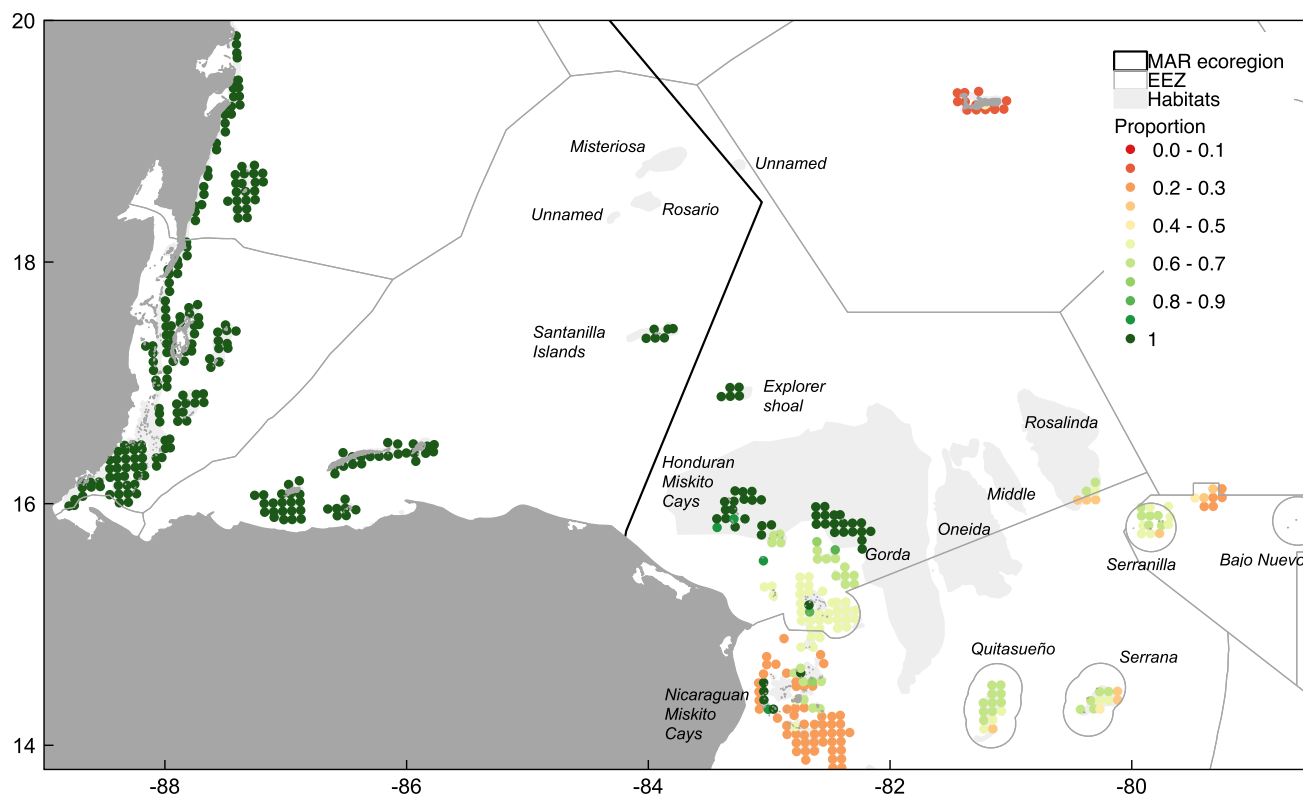 20
18
16
14
-88
-86
-84
-82
-80
MAR ecoregion
EEZ
Habitats
Proportion
0.0 - 0.1
0.2 - 0.3
0.4 - 0.5
0.6 - 0.7
0.8 - 0.9
1
Misteriosa
Unnamed
Unnamed
Rosario
Santanilla
Islands
Explorer
shoal
Rosalinda
Honduran
Miskito
Cays
Middle
Oneida
Gorda
Serranilla
Bajo Nuevo
Quitasueño
Serrana
Nicaraguan
Miskito
Cays